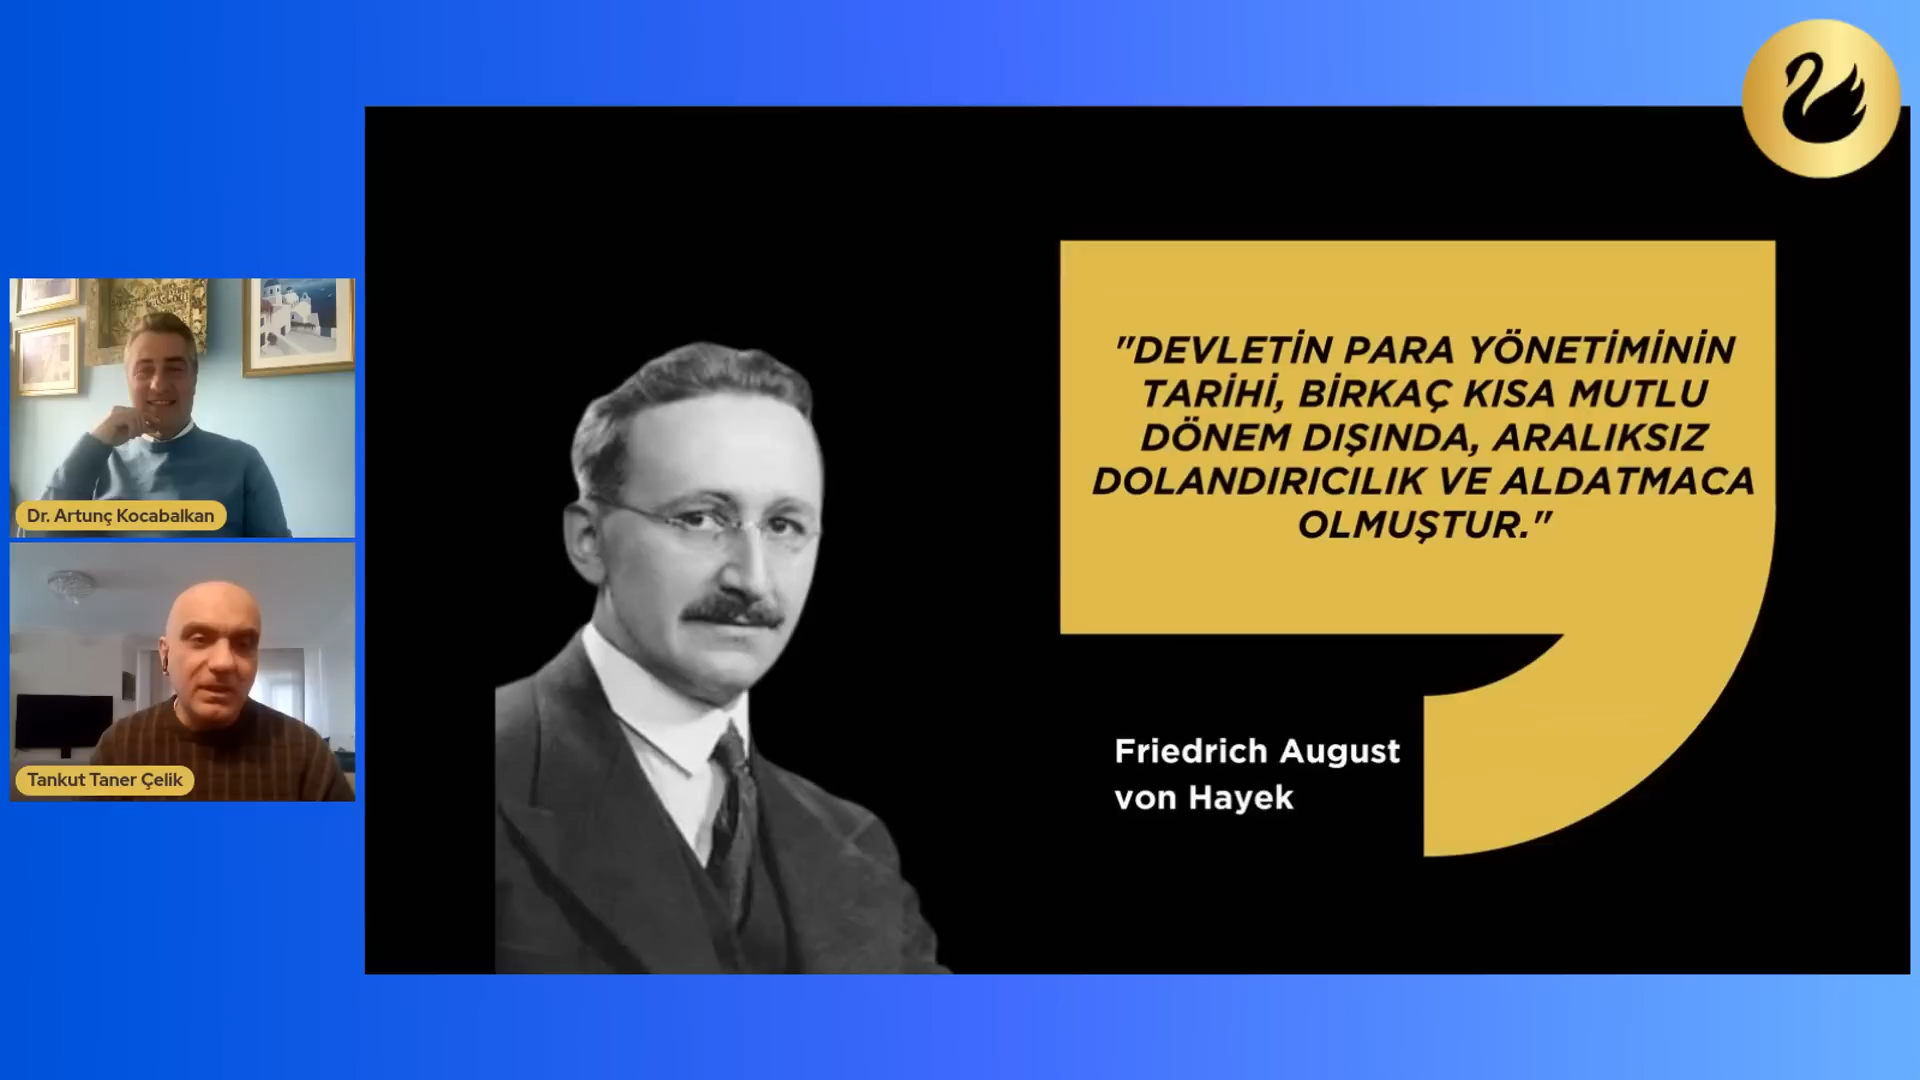 Dr. Artunç Kocabalkan
Tankut Taner Çelik
"DEVLETİN PARA YÖNETİMİNİN
TARİHİ, BİRKAÇ KISA MUTLU
DÖNEM DIŞINDA, ARALIKSIZ
DOLANDIRICILIK VE ALDATMACA
OLMUŞTUR."
Friedrich August
von Hayek